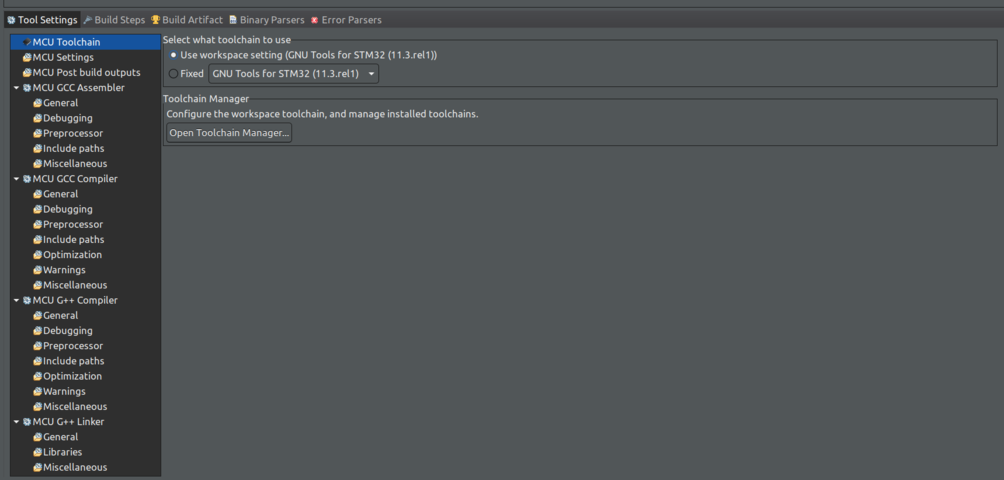 Tool Settings Build Steps Build Artifact Binary Parsers Error Parsers
MCU Toolchain
MCU Settings
MCU Post build outputs
MCU GCC Assembler
General
Debugging
Preprocessor
Include paths
Miscellaneous
MCU GCC Compiler
General
Debugging
Preprocessor
Include paths
Optimization
Warnings
Miscellaneous
MCU G++ Compiler
General
Debugging
Preprocessor
Include paths
Optimization
Warnings
Miscellaneous
MCU G++ Linker
General
Libraries
Miscellaneous
Select what toolchain to use
Use workspace setting (GNU Tools for STM32 (11.3.rel1))
Fixed GNU Tools for STM32 (11.3.rel1)
Toolchain Manager
Configure the workspace toolchain, and manage installed toolchains.
Open Toolchain Manager...